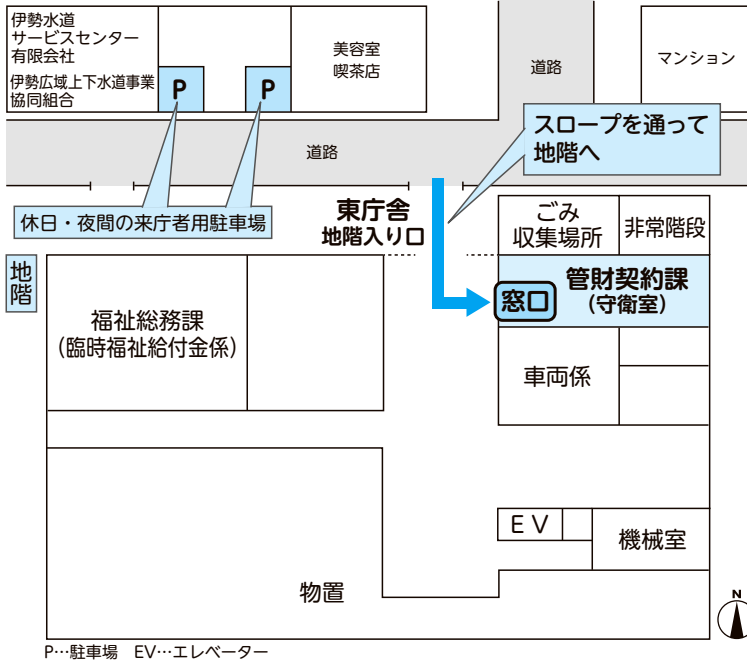 伊勢水道
サービスセンター
有限会社
伊勢広域上下水道事業
協同組合
P
P
美容室
喫茶店
道路
マンション
スロープを通って
地階へ
道路
休日・夜間の来庁者用駐車場
東庁舎
地階入り口
ごみ
収集場所
非常階段
地階
管財契約課
(守衛室)
窓口
福祉総務課
(臨時福祉給付金係)
車両係
EV
機械室
物置
N
P…駐車場 EV…エレベーター